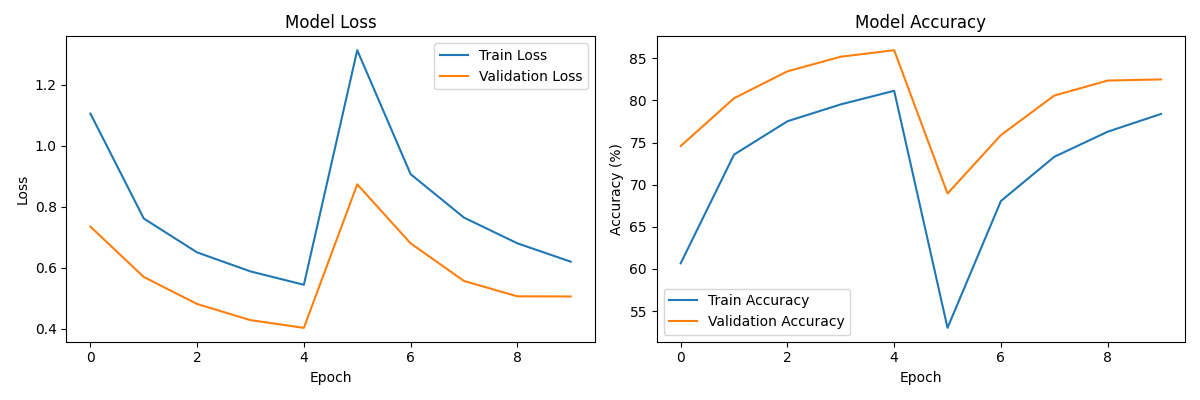 Model Loss
Train Loss
Validation Loss
1.2
1.0
0.8
0.6
0.4
Loss
0 2 4 6 8
Epoch
Model Accuracy
85
80
75
70
65
60
55
Accuracy (%)
Train Accuracy
Validation Accuracy
0 2 4 6 8
Epoch